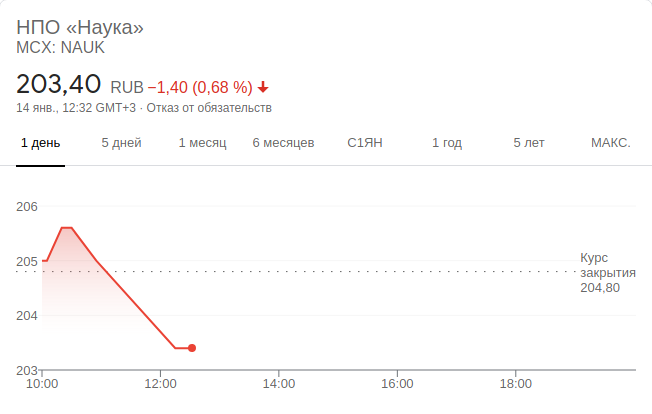 НПО «Наука»
MCX: NAUK
203,40 RUB −1,40 (0,68 %)
14 янв., 12:32 GMT+3 · Отказ от обязательств
1 день 5 дней 1 месяц 6 месяцев С1ЯН 1 год 5 лет МАКС.
206
205
204
203
Курс
закрытия
204,80
10:00 12:00 14:00 16:00 18:00